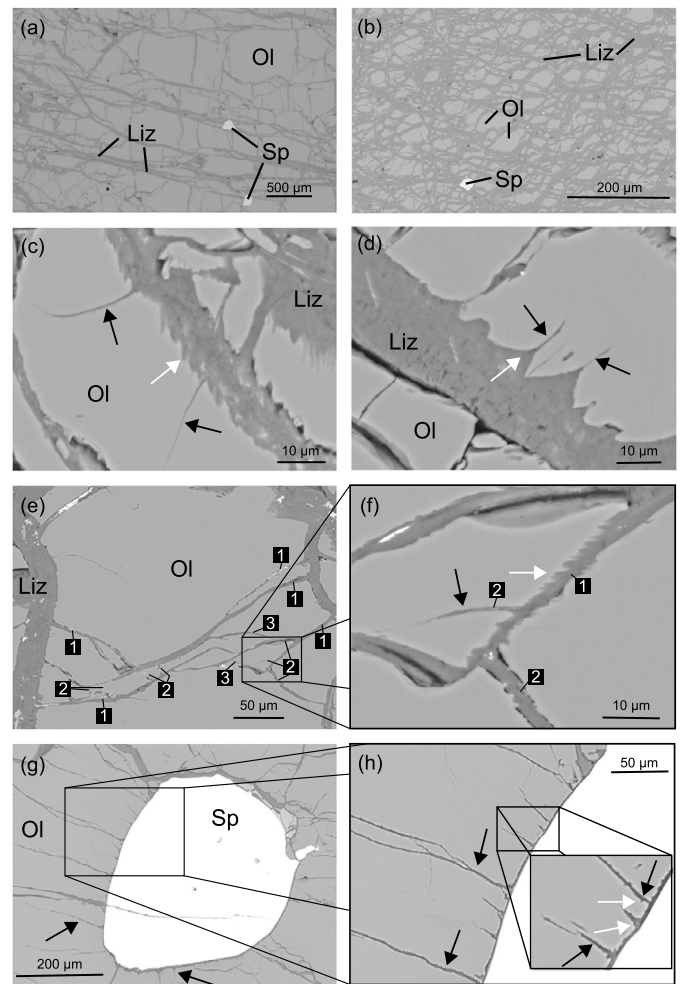 (a)
Ol
Liz
Sp
500 µm
(b)
Liz
Ol
Sp
200 µm
(c)
Liz
Ol
10 µm
(d)
Liz
Ol
10 µm
(e)
Ol
Liz
1
1
1
3
1
2
2
3
2
1
50 µm
(f)
1
2
2
10 µm
(g)
Ol
Sp
200 µm
(h)
50 µm